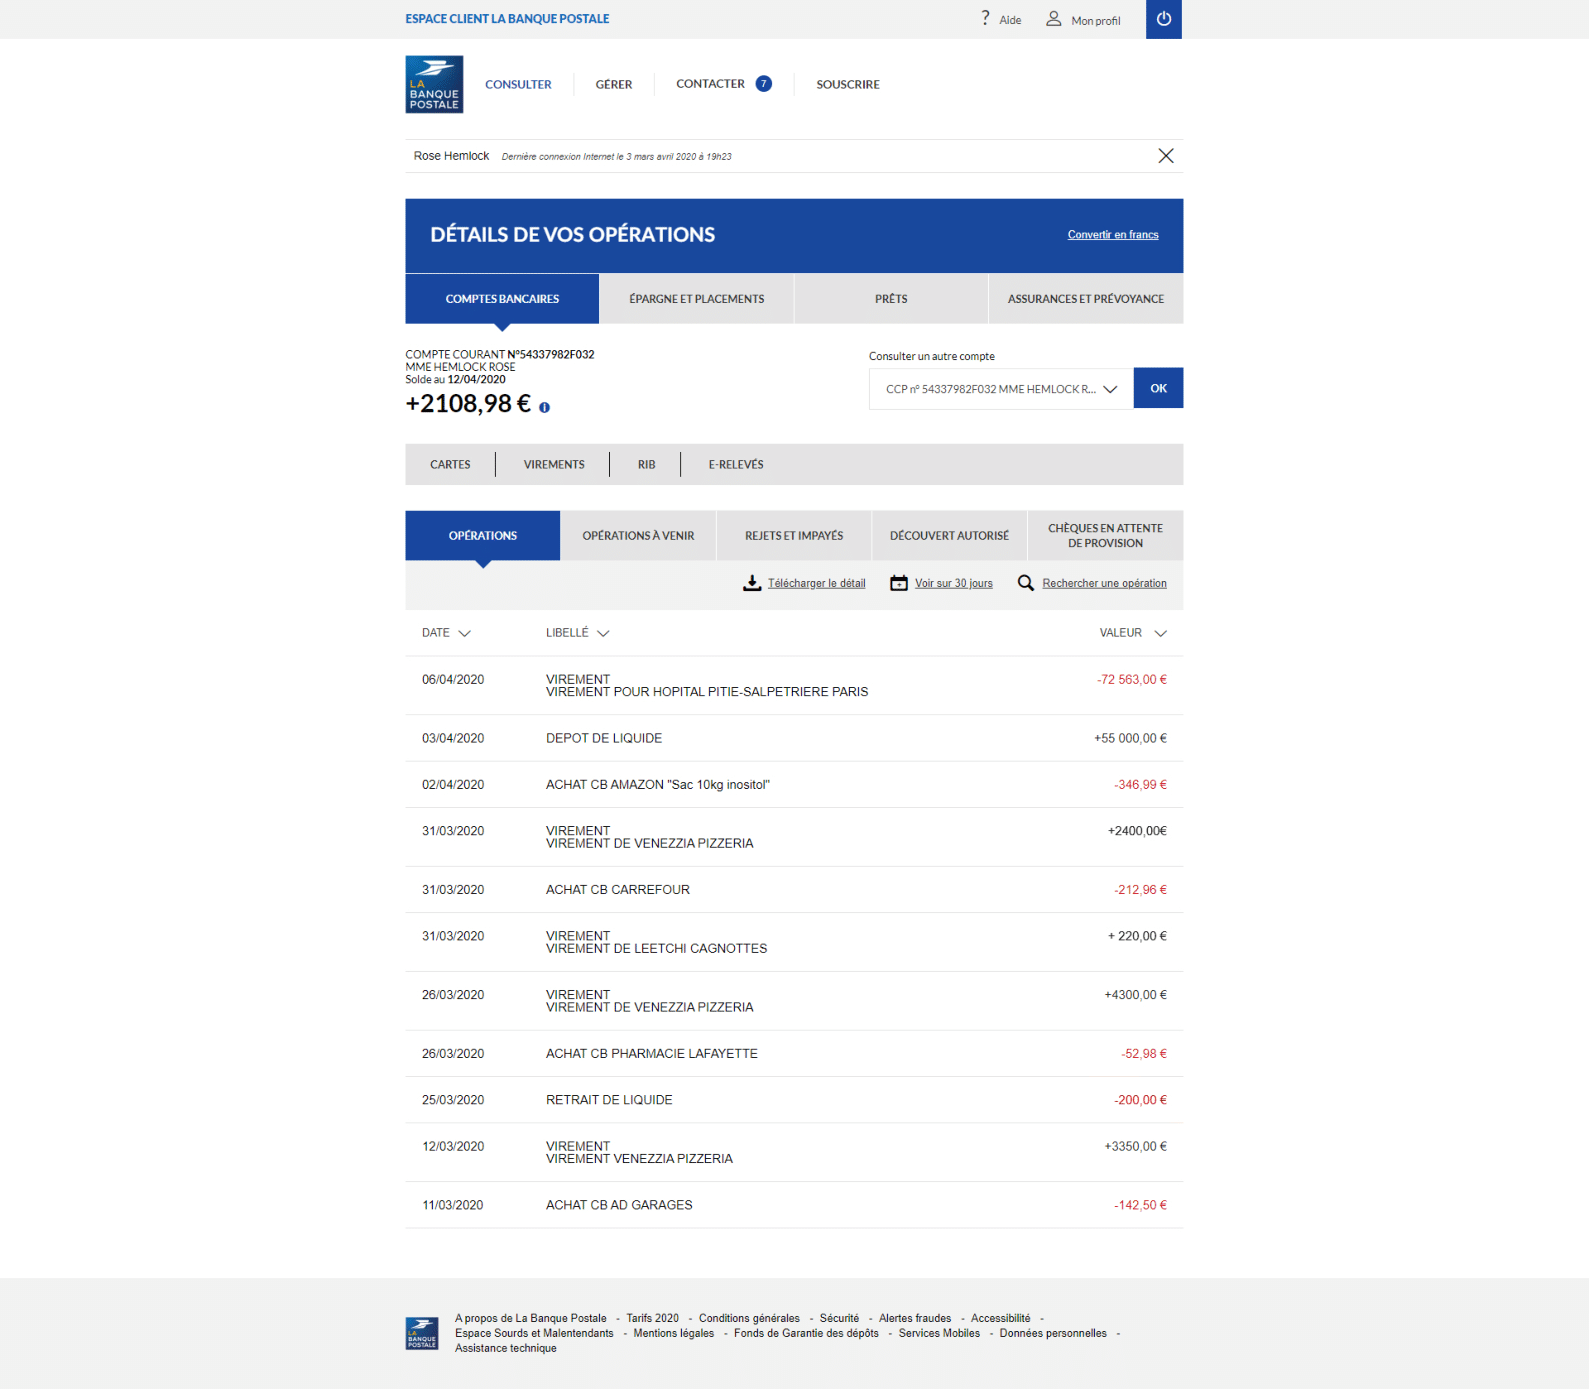 ESPACE CLIENT LA BANQUE POSTALE
? Aide Mon profil
LA
BANQUE
POSTALE
CONSULTER GÉRER CONTACTER 7 SOUSCRIRE
Rose Hemlock Dernière connexion Internet le 3 mars avril 2020 à 19h23
DÉTAILS DE VOS OPÉRATIONS
Convertir en francs
COMPTES BANCAIRES ÉPARGNE ET PLACEMENTS PRÊTS ASSURANCES ET PRÉVOYANCE
COMPTE COURANT N°54337982F032
MME HEMLOCK ROSE
Solde au 12/04/2020
+2108,98 €
Consulter un autre compte
CCP n° 54337982F032 MME HEMLOCK R... OK
CARTES VIREMENTS RIB E-RELEVÉS
OPÉRATIONS OPÉRATIONS À VENIR REJETS ET IMPAYÉS DÉCOUVERT AUTORISÉ CHÈQUES EN ATTENTE
DE PROVISION
Télécharger le détail Voir sur 30 jours Rechercher une opération
DATE LIBELLÉ VALEUR
06/04/2020 VIREMENT -72 563,00 €
VIREMENT POUR HOPITAL PITIE-SALPETRIERE PARIS
03/04/2020 DEPOT DE LIQUIDE +55 000,00 €
02/04/2020 ACHAT CB AMAZON "Sac 10kg inositol" -346,99 €
31/03/2020 VIREMENT +2400,00€
VIREMENT DE VENEZZIA PIZZERIA
31/03/2020 ACHAT CB CARREFOUR -212,96 €
31/03/2020 VIREMENT + 220,00 €
VIREMENT DE LEETCHI CAGNOTTES
26/03/2020 VIREMENT +4300,00 €
VIREMENT DE VENEZZIA PIZZERIA
26/03/2020 ACHAT CB PHARMACIE LAFAYETTE -52,98 €
25/03/2020 RETRAIT DE LIQUIDE -200,00 €
12/03/2020 VIREMENT +3350,00 €
VIREMENT VENEZZIA PIZZERIA
11/03/2020 ACHAT CB AD GARAGES -142,50 €
LA
BANQUE
POSTALE
A propos de La Banque Postale - Tarifs 2020 - Conditions générales - Sécurité - Alertes fraudes - Accessibilité -
Espace Sourds et Malentendants - Mentions légales - Fonds de Garantie des dépôts - Services Mobiles - Données personnelles -
Assistance technique